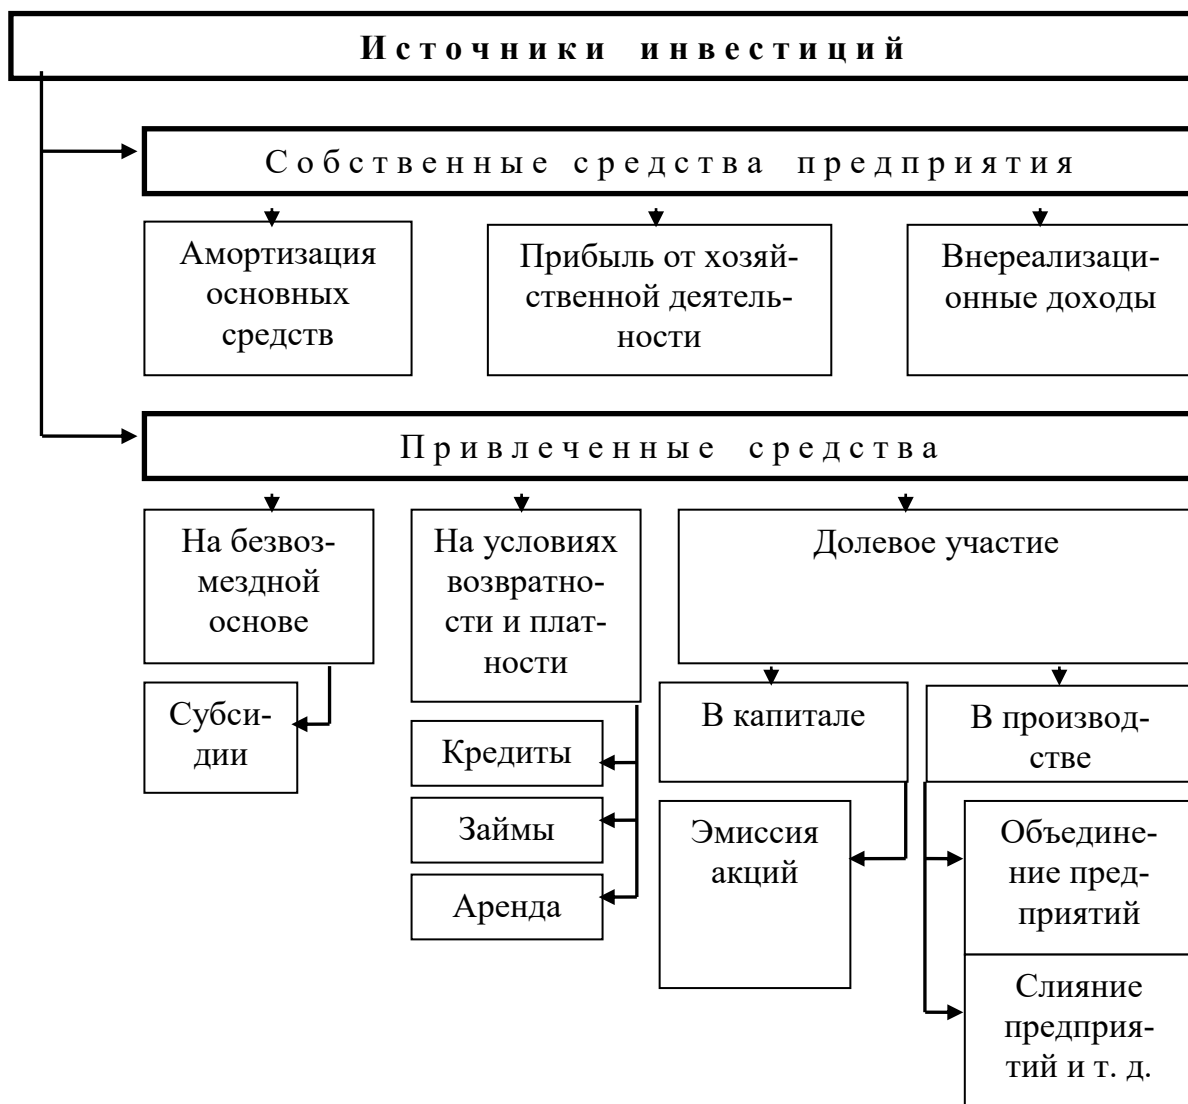 Источники инвестиций
Собственные средства предприятия
Амортизация
основных
средств
Прибыль от хозяй-
ственной деятель-
ности
Внереализаци-
онные доходы
Привлеченные средства
На безвоз-
мездной
основе
Субси-
дии
На условиях
возвратно-
сти и плат-
ности
Кредиты
Займы
Аренда
Долевое участие
В капитале
Эмиссия
акций
В производ-
стве
Объедине-
ние пред-
приятий
Слияние
предприя-
тий и т. д.